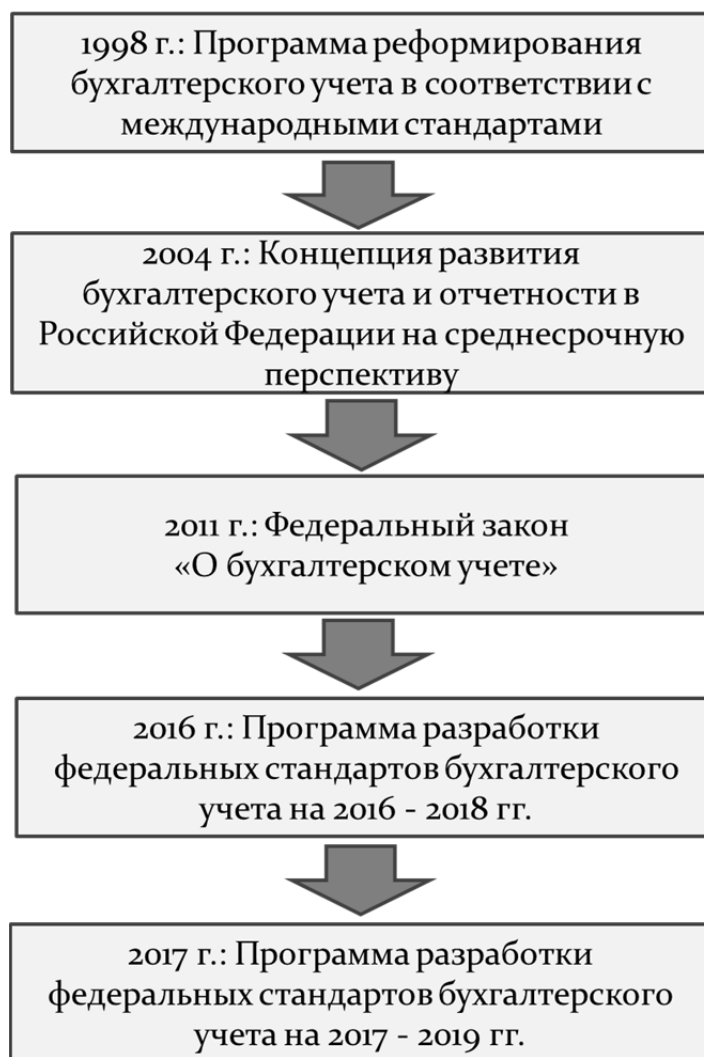 1998 г.: Программа реформирования
бухгалтерского учета в соответствии с
международными стандартами
2004 г.: Концепция развития
бухгалтерского учета и отчетности в
Российской Федерации на среднесрочную
перспективу
2011 г.: Федеральный закон
«О бухгалтерском учете»
2016 г.: Программа разработки
федеральных стандартов бухгалтерского
учета на 2016 - 2018 гг.
2017 г.: Программа разработки
федеральных стандартов бухгалтерского
учета на 2017 - 2019 гг.